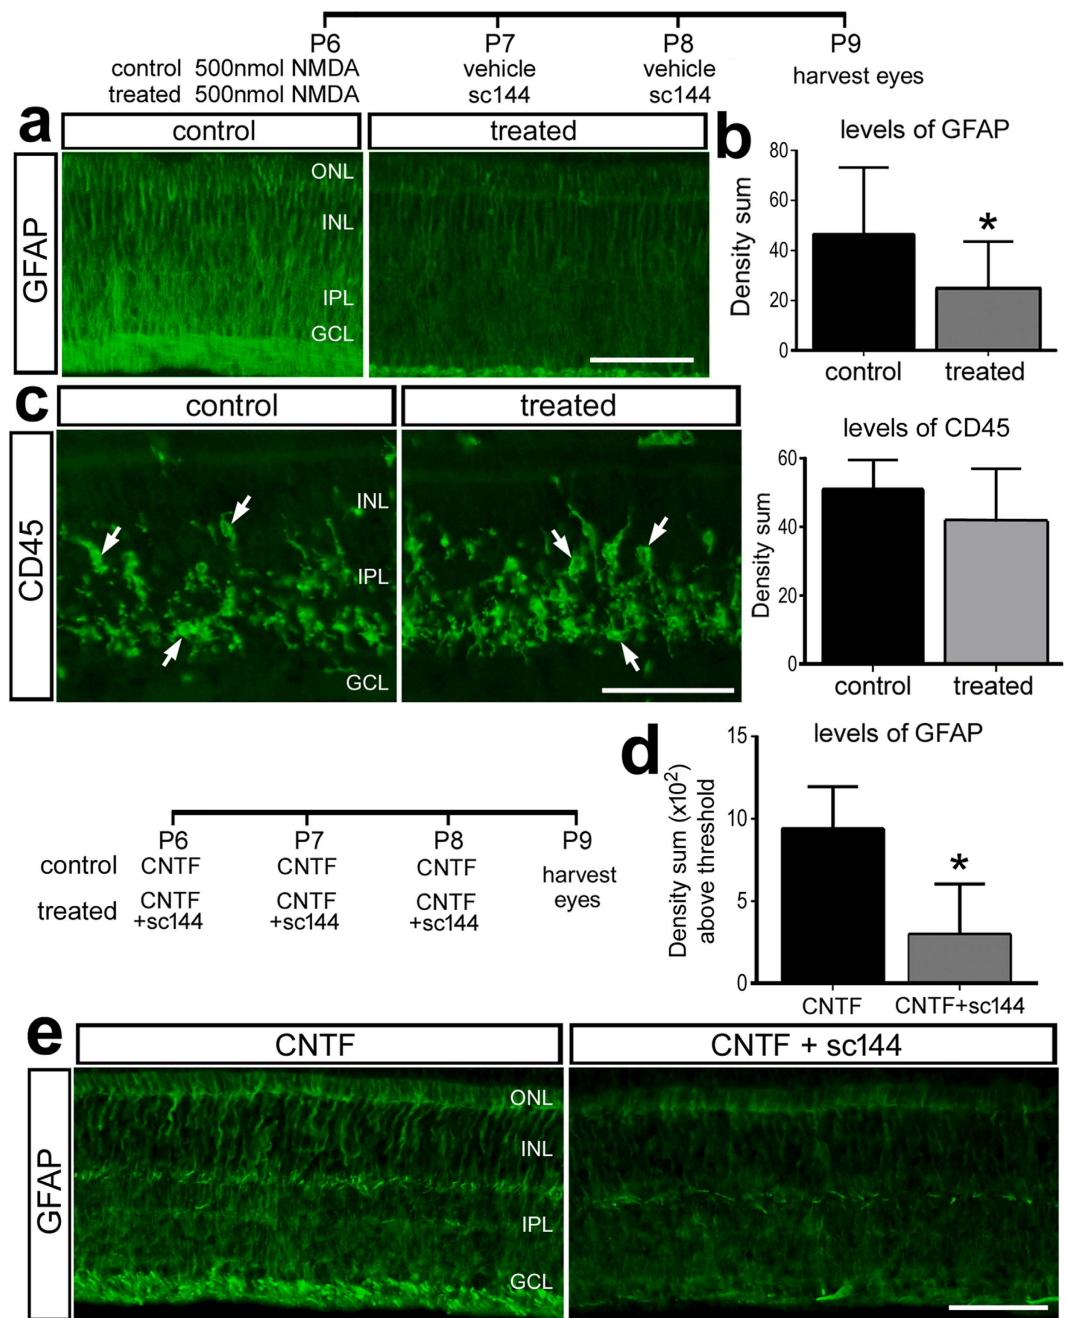 P6 P7 P8 P9
control 500nmol NMDA vehicle vehicle harvest eyes
treated 500nmol NMDA sc144 sc144
a
control treated
GFAP
ONL
INL
IPL
GCL
b
levels of GFAP
Density sum
80
60
40
20
0
control treated
c
control treated
CD45
INL
IPL
GCL
levels of CD45
Density sum
60
40
20
0
control treated
P6 P7 P8 P9
control CNTF CNTF CNTF harvest
eyes
treated CNTF CNTF CNTF
+sc144 +sc144 +sc144
d
levels of GFAP
Density sum (x10²)
above threshold
15
10
5
0
CNTF CNTF+sc144
*
*
e
CNTF CNTF + sc144
GFAP
ONL
INL
IPL
GCL